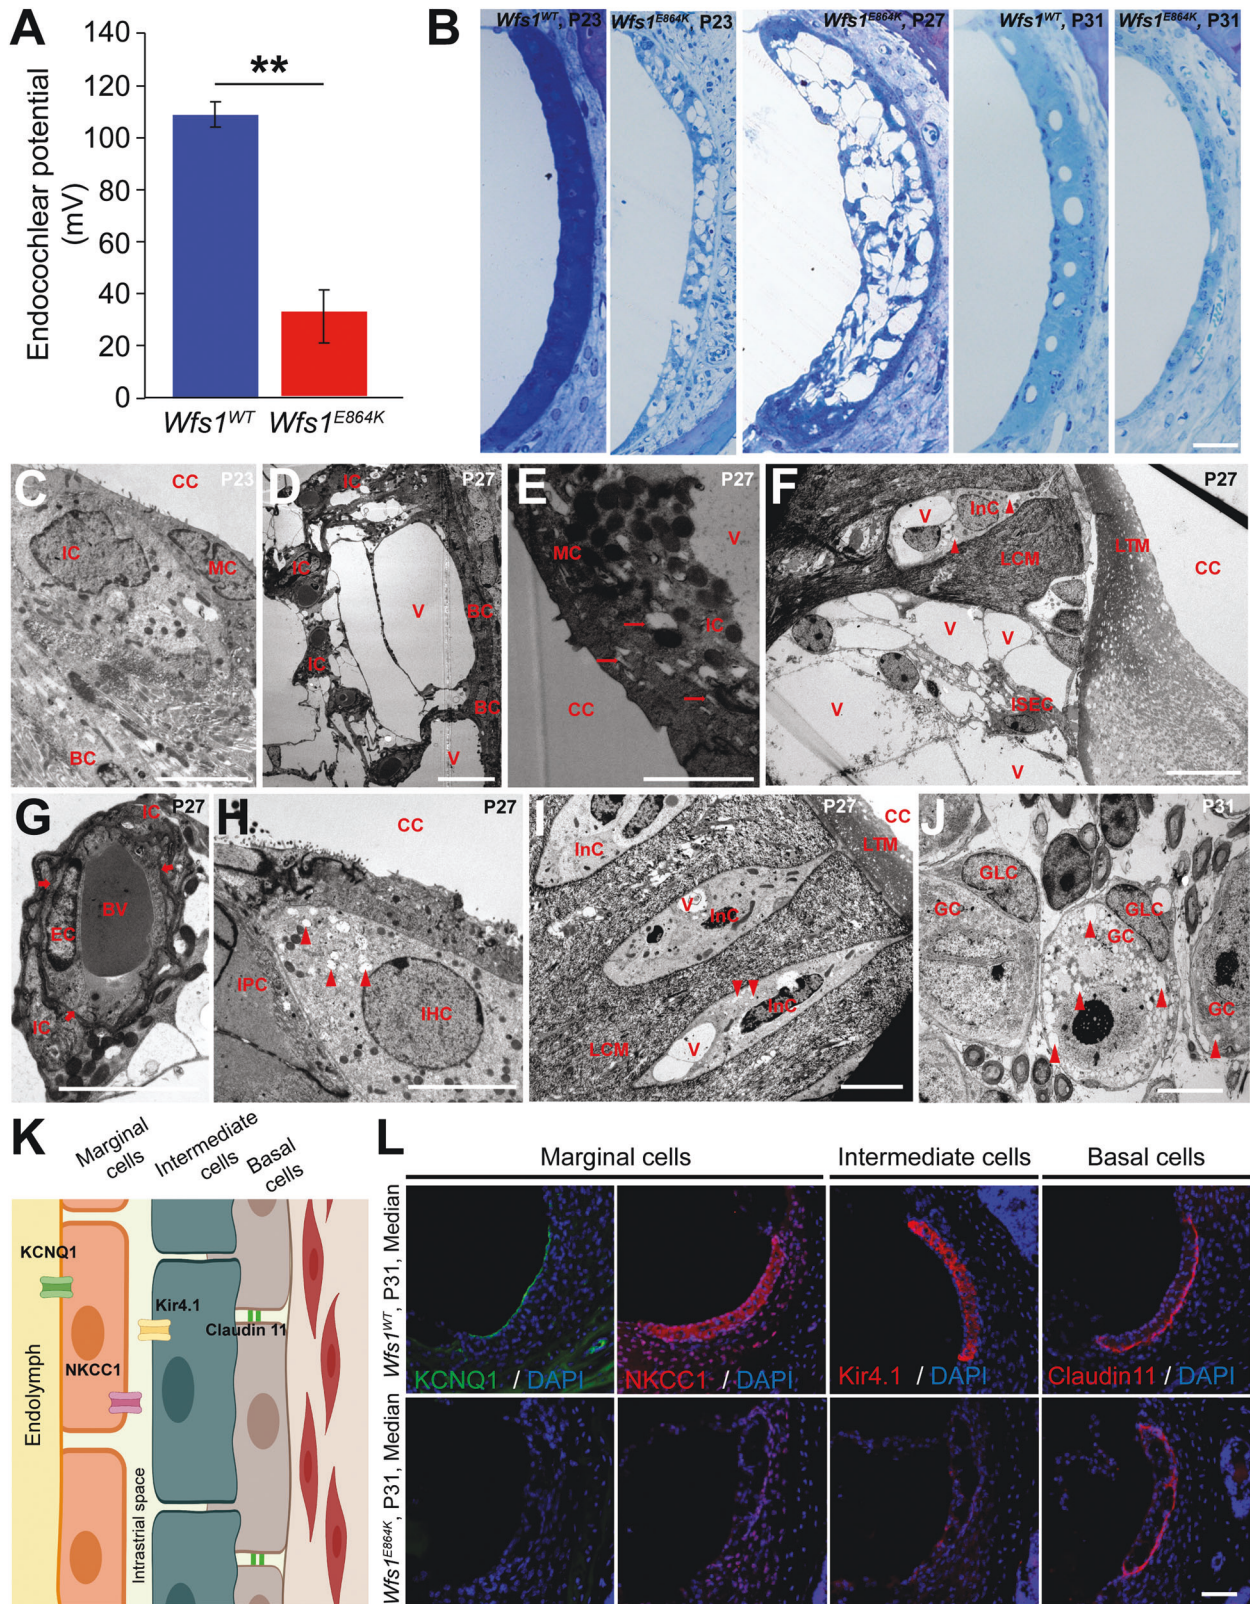 A
140
120
100
80
60
40
20
0
Endocochlear potential
(mV)
**
Wfs1WT
Wfs1E864K
B
Wfs1WT, P23
Wfs1E864K P23
Wfs1E864K, P27
Wfs1WT, P31
Wfs1E864K, P31
C
CC
P23
IC
MC
BC
D
P27
IC
IC
V
BC
IC
BC
V
E
P27
MC
V
IC
CC
F
P27
V
InC
LCM
LTM
CC
V
V
V
ISEC
V
G
IC
P27
BV
EC
IC
H
P27
CC
IPC
IHC
I
P27
CC
LTM
InC
V
InC
InC
LCM
V
J
P31
GLC
GC
GLC
GC
GC
K
Marginal
cells
Intermediate
cells
Basal
cells
KCNQ1
Kir4.1
Claudin 11
NKCC1
Endolymph
Intrastrial space
L
Marginal cells
Intermediate cells
Basal cells
Wfs1WT, P31, Median
KCNQ1 / DAPI
NKCC1 / DAPI
Kir4.1 / DAPI
Claudin11 / DAPI
Wfs1E864K, P31, Median